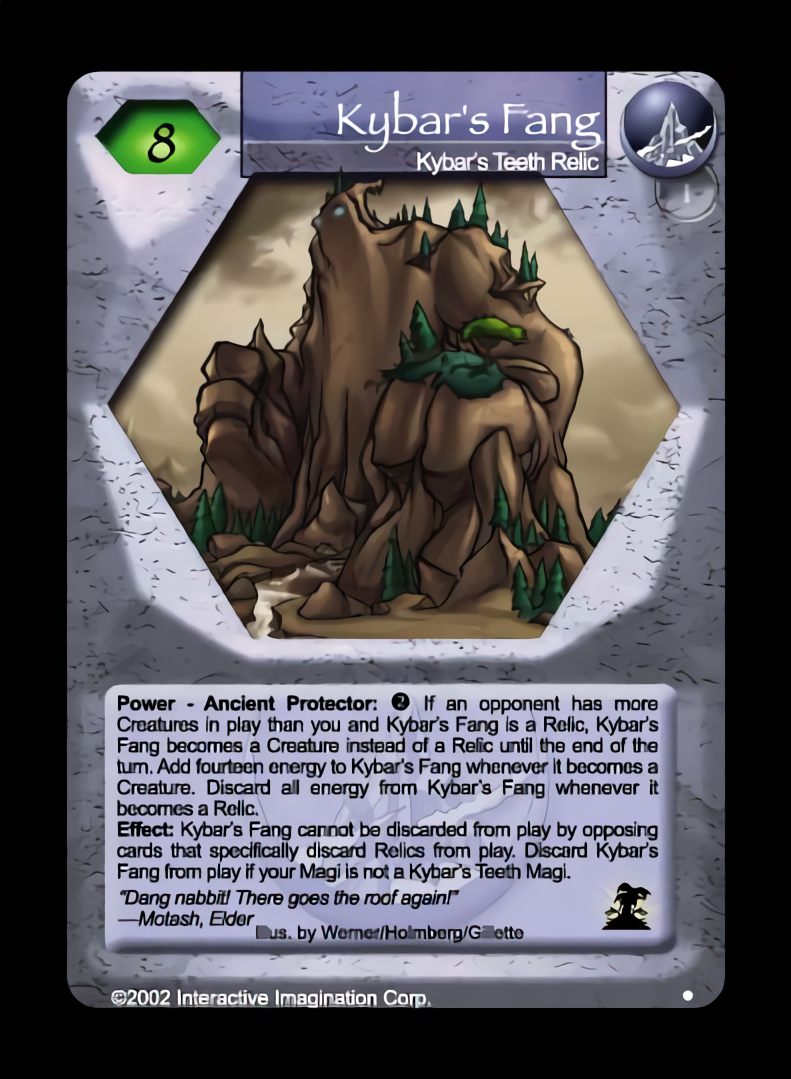 8
Kybar's Fang
Kybar's Teeth Relic
Power - Ancient Protector: ❷ If an opponent has more
Creatures in play than you and Kybar's Fang is a Relic, Kybar's
Fang becomes a Creature instead of a Relic until the end of the
turn. Add fourteen energy to Kybar's Fang whenever it becomes a
Creature. Discard all energy from Kybar's Fang whenever it
becomes a Relic.
Effect: Kybar's Fang cannot be discarded from play by opposing
cards that specifically discard Relics from play. Discard Kybar's
Fang from play if your Magi is not a Kybar's Teeth Magi.
"Dang nabbit! There goes the roof again!"
—Motash, Elder
Illus. by Werner/Holmberg/Gillette
©2002 Interactive Imagination Corp.